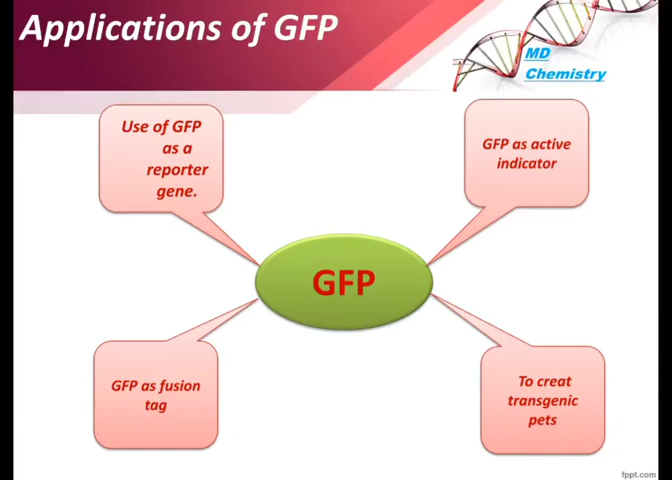 Applications of GFP
MD
Chemistry
Use of GFP
as a
reporter
gene.
GFP as active
indicator
GFP
GFP as fusion
tag
To creat
transgenic
pets
fppt.com